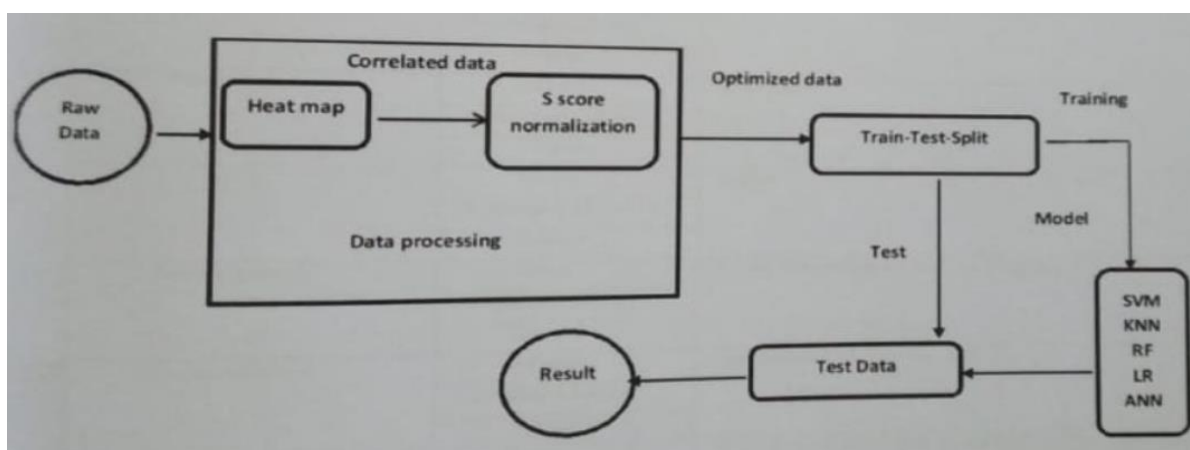 Raw
Data
Correlated data
Heat map
S score
normalization
Data processing
Optimized data
Train-Test-Split
Training
Model
Test
SVM
KNN
RF
LR
ANN
Test Data
Result